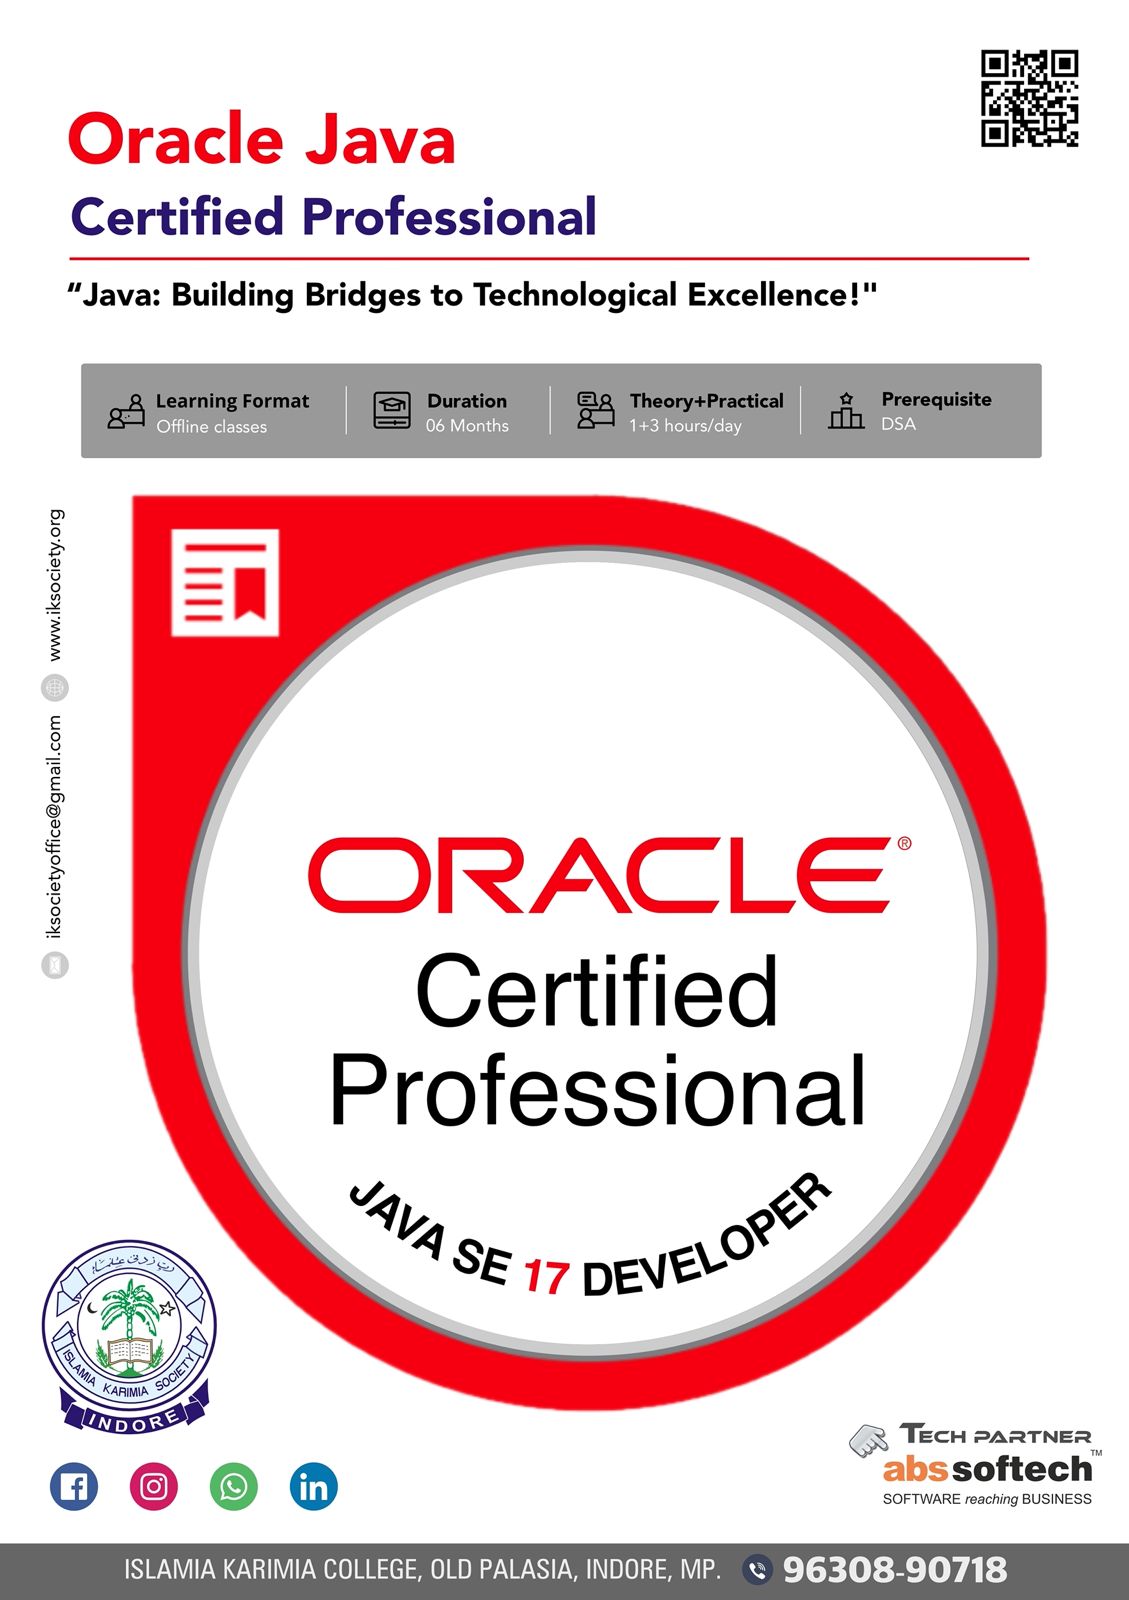 Oracle Java
Certified Professional
“Java: Building Bridges to Technological Excellence!"
Learning Format
Offline classes
Duration
06 Months
Theory+Practical
1+3 hours/day
Prerequisite
DSA
www.iksociety.org
iksocietyoffice@gmail.com
ORACLE®
Certified
Professional
JAVA SE 17 DEVELOPER
ISLAMIA KARIMIA SOCIETY
INDORE
TECH PARTNER
abs softech™
SOFTWARE reaching BUSINESS
ISLAMIA KARIMIA COLLEGE, OLD PALASIA, INDORE, MP. 96308-90718